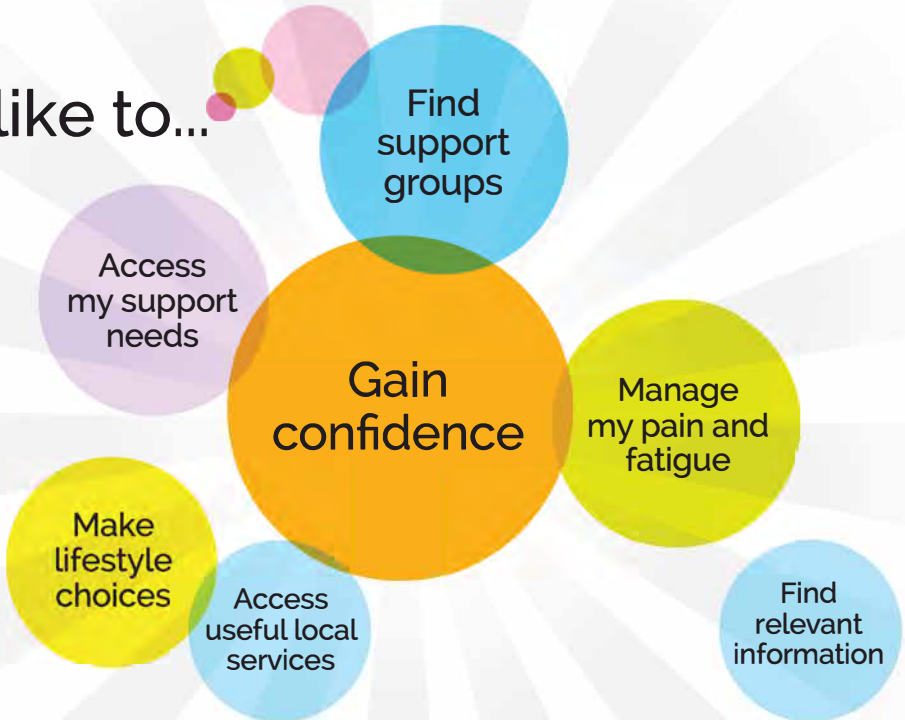 like to...
Find
support
groups
Access
my support
needs
Gain
confidence
Manage
my pain and
fatigue
Make
lifestyle
choices
Access
useful local
services
Find
relevant
information